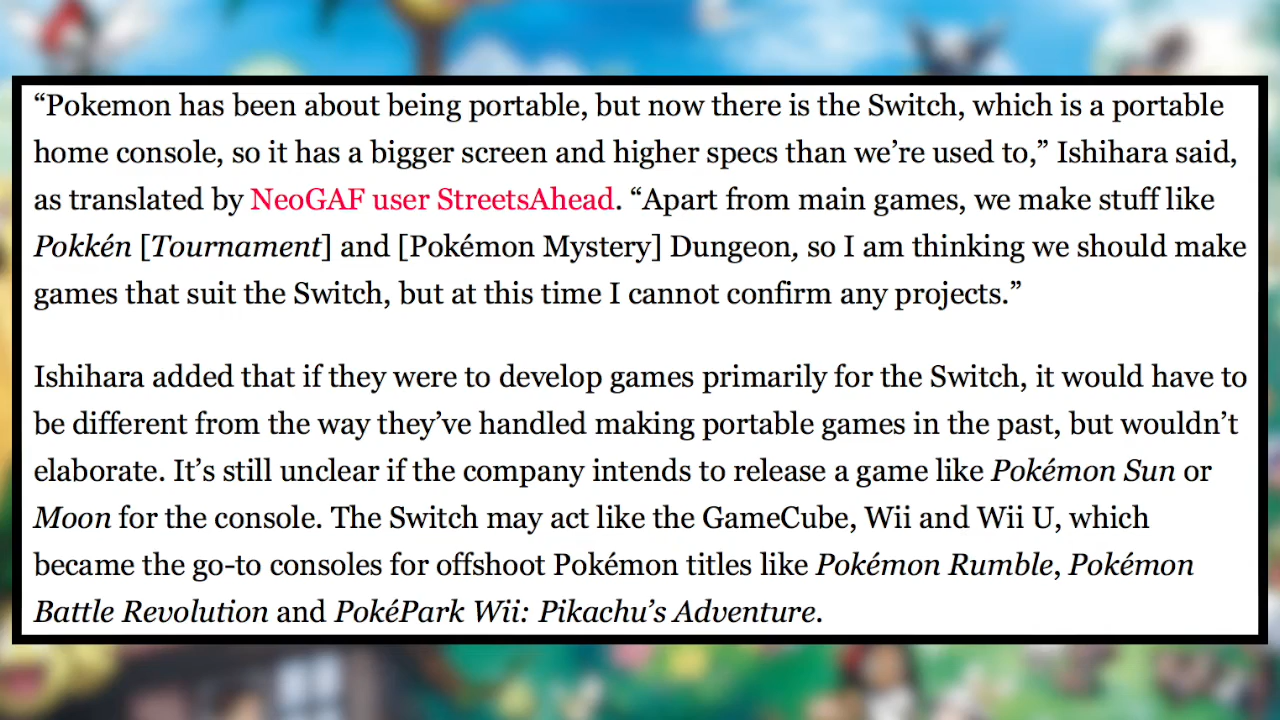 “Pokemon has been about being portable, but now there is the Switch, which is a portable
home console, so it has a bigger screen and higher specs than we’re used to,” Ishihara said,
as translated by NeoGAF user StreetsAhead. “Apart from main games, we make stuff like
Pokkén [Tournament] and [Pokémon Mystery] Dungeon, so I am thinking we should make
games that suit the Switch, but at this time I cannot confirm any projects.”
Ishihara added that if they were to develop games primarily for the Switch, it would have to
be different from the way they’ve handled making portable games in the past, but wouldn’t
elaborate. It’s still unclear if the company intends to release a game like Pokémon Sun or
Moon for the console. The Switch may act like the GameCube, Wii and Wii U, which
became the go-to consoles for offshoot Pokémon titles like Pokémon Rumble, Pokémon
Battle Revolution and PokéPark Wii: Pikachu’s Adventure.